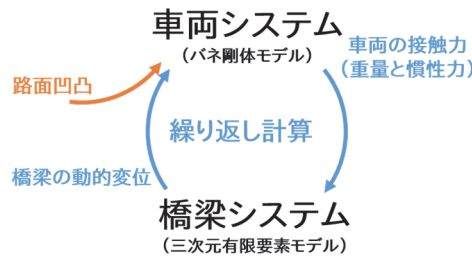 車両システム
（バネ剛体モデル）
車両の接触力
（重量と慣性力）
路面凹凸
繰り返し計算
橋梁の動的変位
橋梁システム
（三次元有限要素モデル）